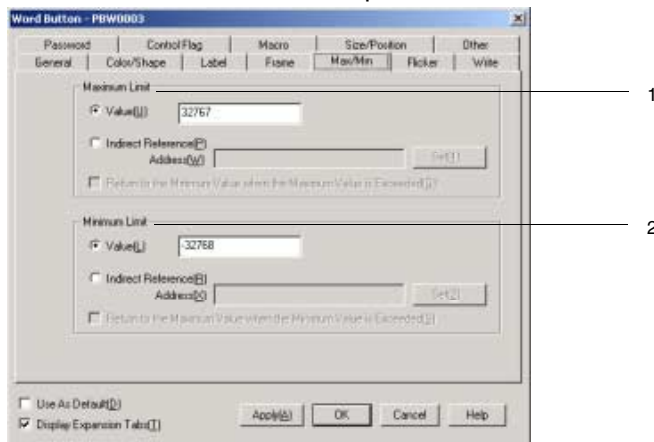 Word Button - PBW0003
Password Control Flag Macro Size/Position Other
General Color/Shape Label Frame Max/Min Flicker Write
Maximum Limit
1
Value(U) 32767
Indirect Reference(P)
Address(W) Set(1)
Return to the Minimum Value when the Maximum Value is Exceeded(
Minimum Limit
2
Value(L) -32768
Indirect Reference(R)
Address(X) Set(2)
Return to the Maximum Value when the Minimum Value is Exceeded(
Use As Default(D)
Display Expansion Tabs(T)
Apply(A) OK Cancel Help